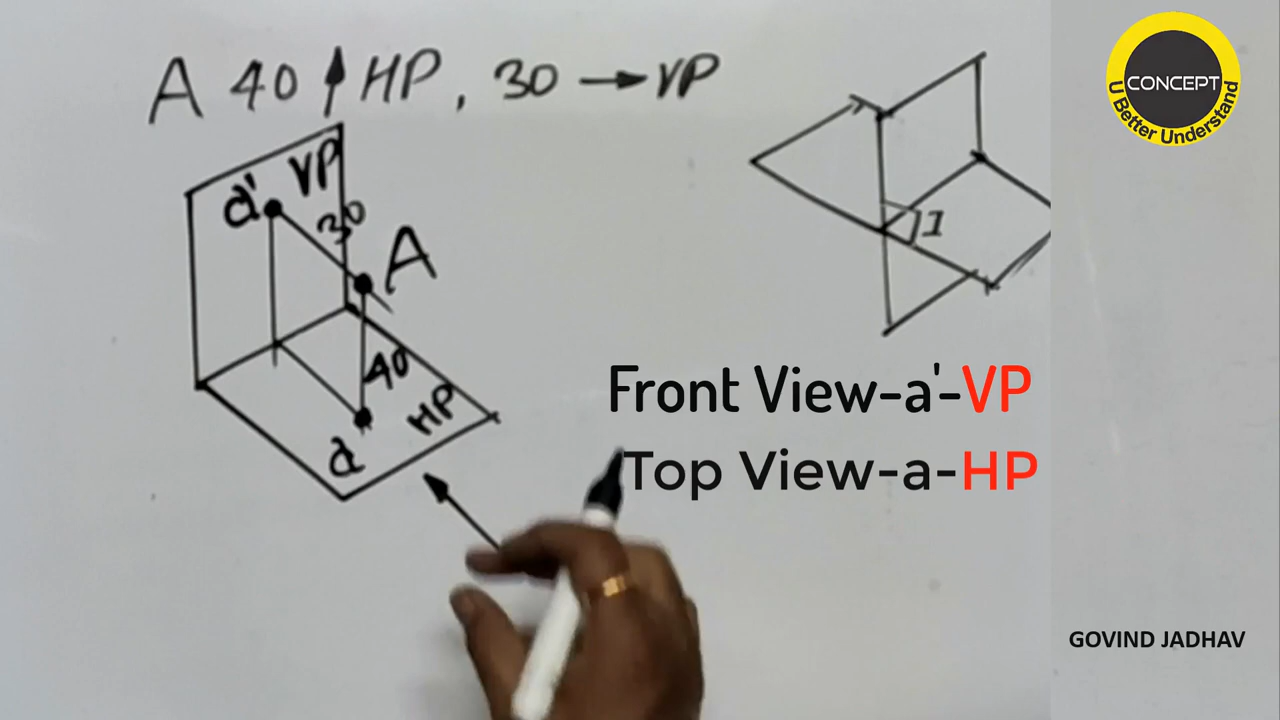 A 40 ↑ HP, 30 → VP
VP
a'
30
A
40
HP
a
I
Front View-a'-VP
Top View-a-HP
CONCEPT
U Better Understand
GOVIND JADHAV